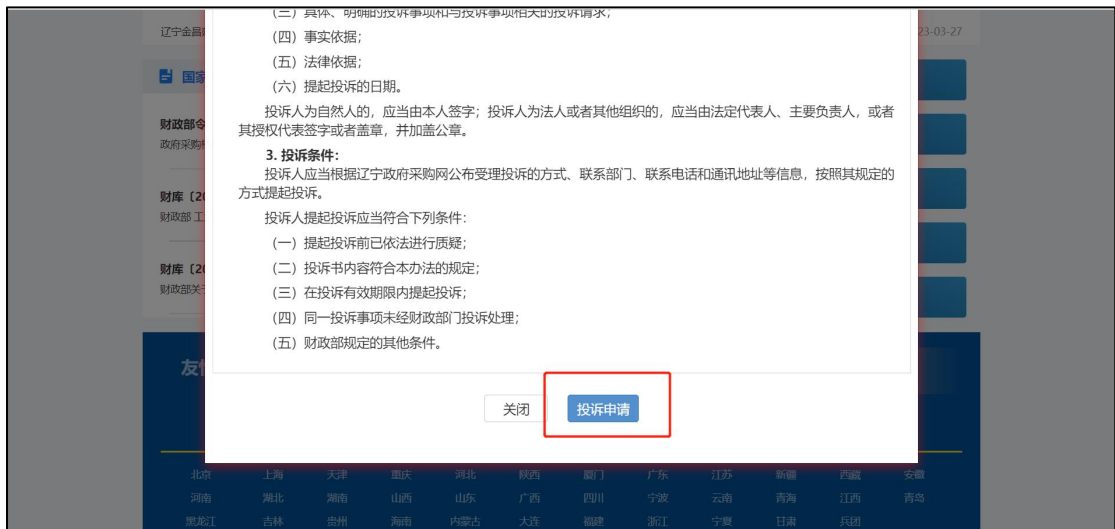 （三）具体、明确的投诉事项和与投诉事项相关的投诉请求；
辽宁金昌
23-03-27
（四）事实依据；
（五）法律依据；
国家
（六）提起投诉的日期。
投诉人为自然人的，应当由本人签字；投诉人为法人或者其他组织的，应当由法定代表人、主要负责人，或者
其授权代表签字或者盖章，并加盖公章。
财政部令
政府采购
3. 投诉条件：
投诉人应当根据辽宁政府采购网公布受理投诉的方式、联系部门、联系电话和通讯地址等信息，按照其规定的
方式提起投诉。
财库〔20
财政部 工
投诉人提起投诉应当符合下列条件：
（一）提起投诉前已依法进行质疑；
（二）投诉书内容符合本办法的规定；
财库〔20
财政部关于
（三）在投诉有效期限内提起投诉；
（四）同一投诉事项未经财政部门投诉处理；
（五）财政部规定的其他条件。
友情
关闭 投诉申请
北京 上海 天津 重庆 河北 陕西 厦门 广东 江苏 新疆 西藏 安徽
河南 湖北 湖南 山西 山东 广西 四川 宁波 云南 青海 江西 青岛
黑龙江 吉林 贵州 海南 内蒙古 大连 福建 浙江 宁夏 甘肃 兵团